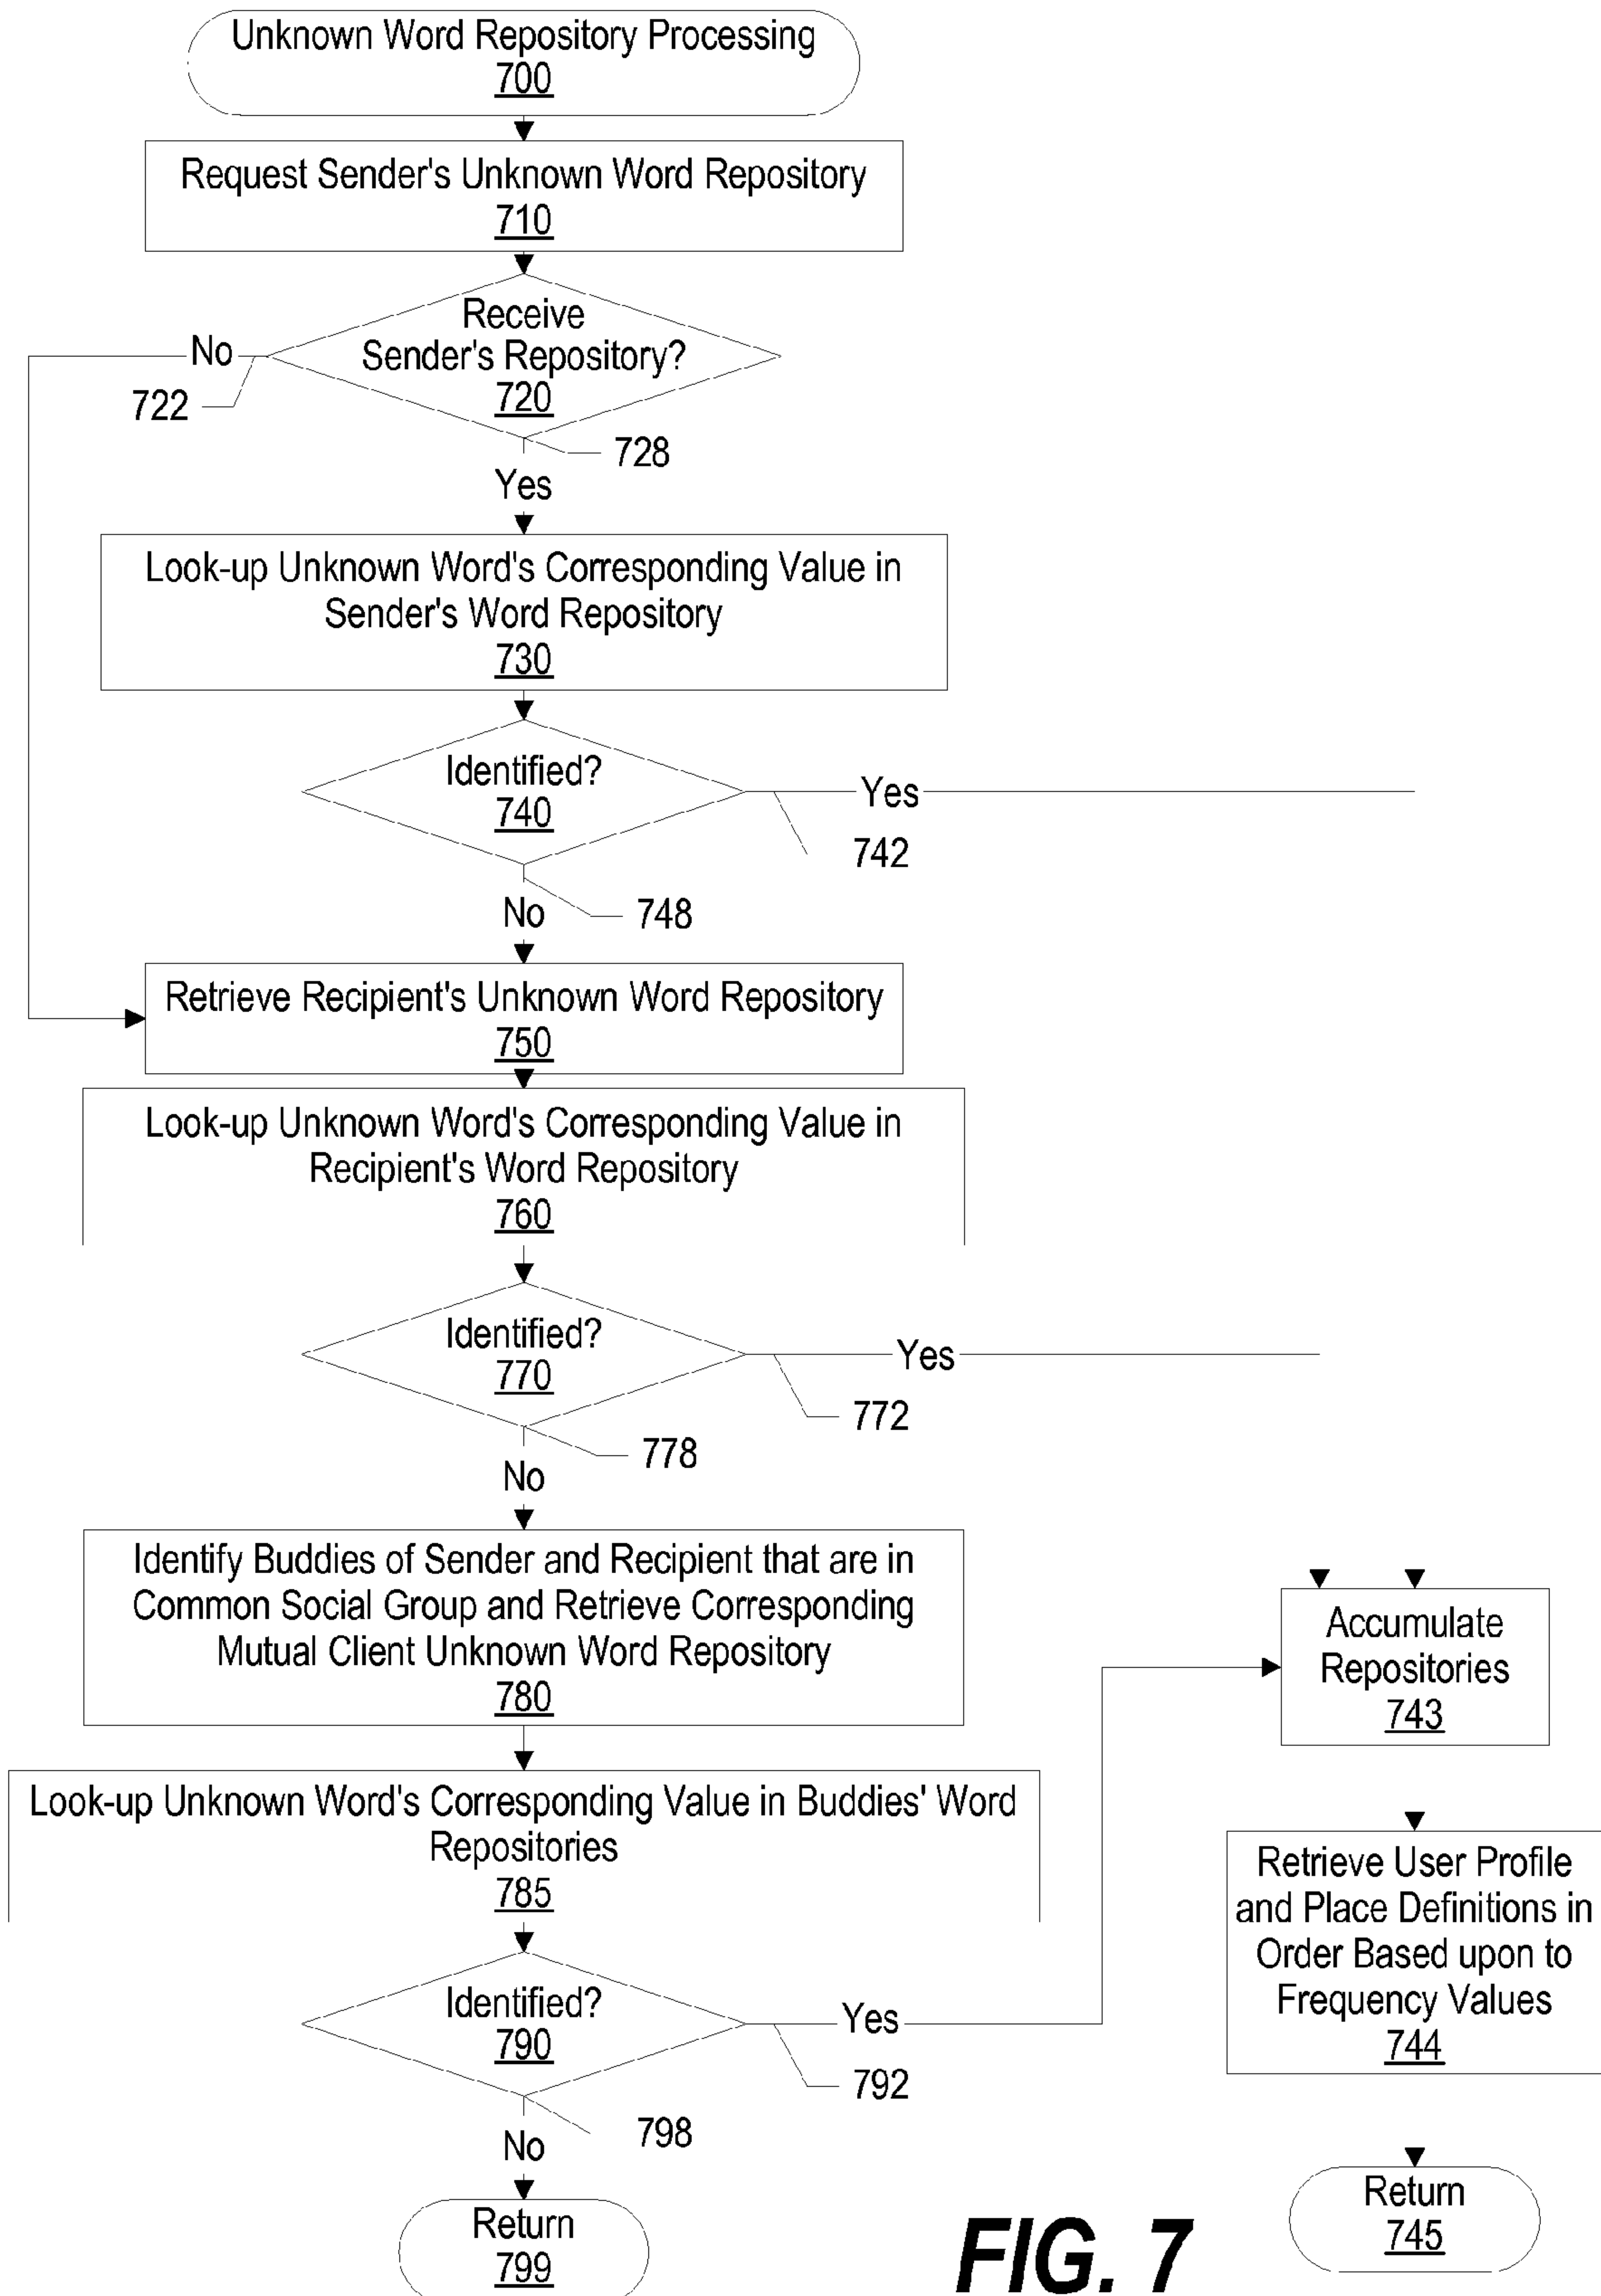 Unknown Word Repository Processing
700
Request Sender's Unknown Word Repository
710
Receive
Sender's Repository?
720
No
722
728
Yes
Look-up Unknown Word's Corresponding Value in
Sender's Word Repository
730
Identified?
740
Yes
742
748
No
Retrieve Recipient's Unknown Word Repository
750
Look-up Unknown Word's Corresponding Value in
Recipient's Word Repository
760
Identified?
770
Yes
772
778
No
Identify Buddies of Sender and Recipient that are in
Common Social Group and Retrieve Corresponding
Mutual Client Unknown Word Repository
780
Look-up Unknown Word's Corresponding Value in Buddies' Word
Repositories
785
Identified?
790
Yes
792
798
No
Return
799
Accumulate
Repositories
743
Retrieve User Profile
and Place Definitions in
Order Based upon to
Frequency Values
744
Return
745
FIG. 7